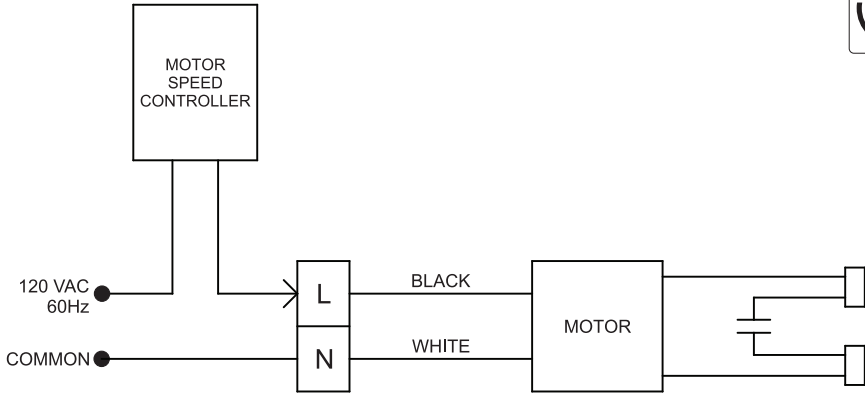 MOTOR
SPEED
CONTROLLER
120 VAC
60Hz
L
BLACK
MOTOR
COMMON
N
WHITE